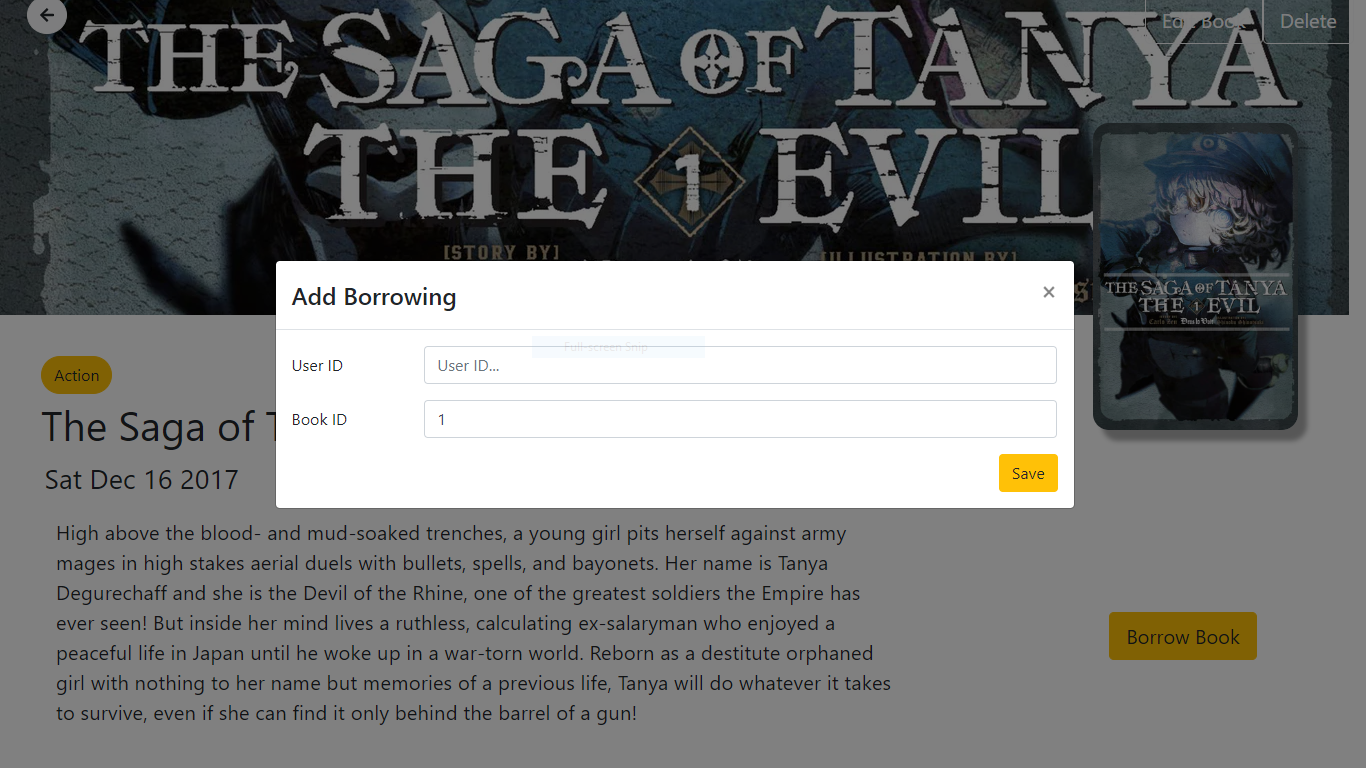 Edit Book
Delete
THE SAGA OF TANYA
THE 1 EVIL
[STORY BY]
ILLUSTRATION BY]
THE SAGA OF TANYA
THE 1 EVIL
Add Borrowing
×
Full-screen Snip
User ID
User ID...
Book ID
1
Save
Action
The Saga of T
Sat Dec 16 2017
High above the blood- and mud-soaked trenches, a young girl pits herself against army
mages in high stakes aerial duels with bullets, spells, and bayonets. Her name is Tanya
Degurechaff and she is the Devil of the Rhine, one of the greatest soldiers the Empire has
ever seen! But inside her mind lives a ruthless, calculating ex-salaryman who enjoyed a
peaceful life in Japan until he woke up in a war-torn world. Reborn as a destitute orphaned
girl with nothing to her name but memories of a previous life, Tanya will do whatever it takes
to survive, even if she can find it only behind the barrel of a gun!
Borrow Book